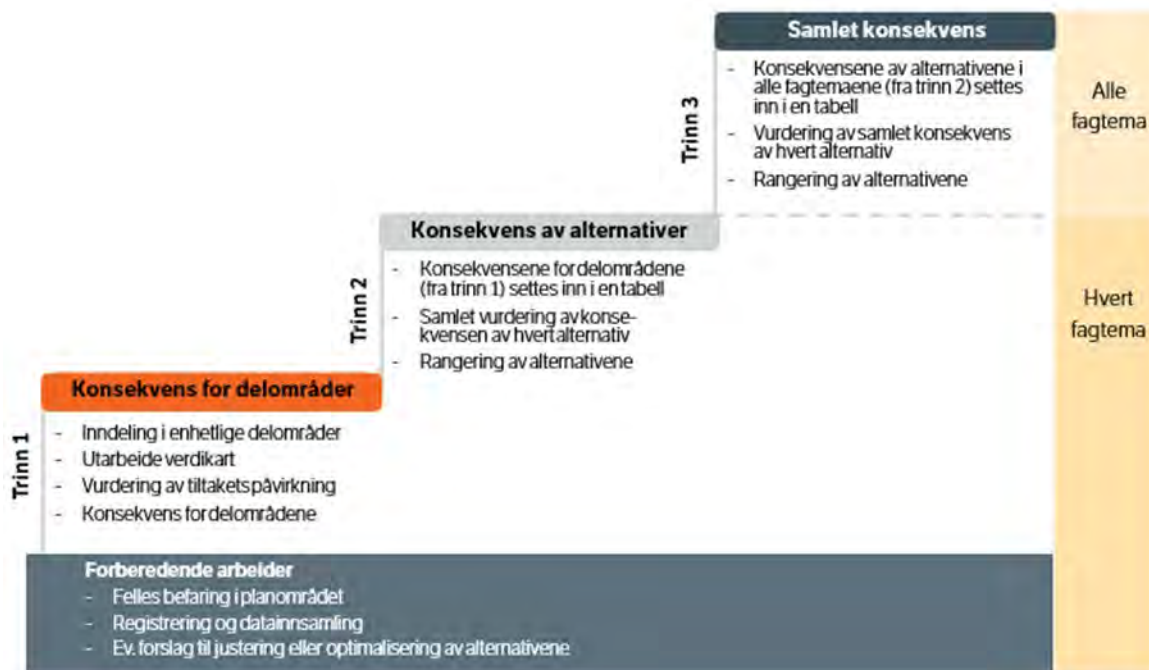 Samlet konsekvens
- Konsekvensene av alternativene i
alle fagtemaene (fra trinn 2) settes
inn i en tabell
- Vurdering av samlet konsekvens
av hvert alternativ
- Rangering av alternativene
Trinn 3
Alle
fagtema
Konsekvens av alternativer
- Konsekvensene for delområdene
(fra trinn 1) settes inn i en tabell
- Samlet vurdering av konse-
kvensen av hvert alternativ
- Rangering av alternativene
Trinn 2
Hvert
fagtema
Konsekvens for delområder
- Inndeling i enhetlige delområder
- Utarbeide verdikart
- Vurdering av tiltakets påvirkning
- Konsekvens for delområdene
Trinn 1
Forberedende arbeider
- Felles befaring i planområdet
- Registrering og datainnsamling
- Ev. forslag til justering eller optimalisering av alternativene